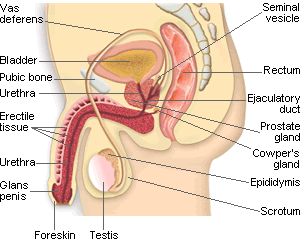 Vas
deferens
Bladder
Pubic bone
Urethra
Erectile
tissue
Urethra
Glans
penis
Foreskin
Testis
Seminal
vesicle
Rectum
Ejaculatory
duct
Prostate
gland
Cowper's
gland
Epididymis
Scrotum